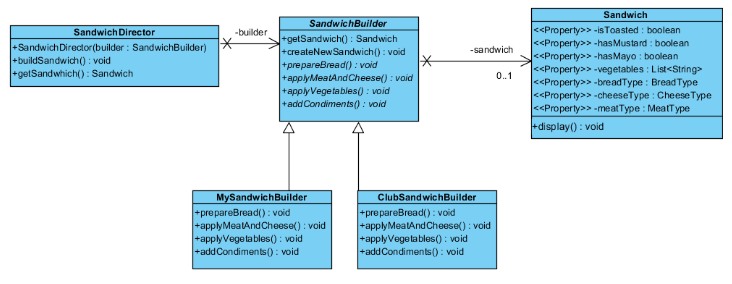 SandwichDirector
+SandwichDirector(builder : SandwichBuilder)
+buildSandwich() : void
+getSandwhich() : Sandwich
-builder
SandwichBuilder
+getSandwich() : Sandwich
+createNewSandwich() : void
+prepareBread() : void
+applyMeatAndCheese() : void
+applyVegetables() : void
+addCondiments() : void
-sandwich
0..1
Sandwich
<<Property>> -isToasted : boolean
<<Property>> -hasMustard : boolean
<<Property>> -hasMayo : boolean
<<Property>> -vegetables : List<String>
<<Property>> -breadType : BreadType
<<Property>> -cheeseType : CheeseType
<<Property>> -meatType : MeatType
+display() : void
MySandwichBuilder
+prepareBread() : void
+applyMeatAndCheese() : void
+applyVegetables() : void
+addCondiments() : void
ClubSandwichBuilder
+prepareBread() : void
+applyMeatAndCheese() : void
+applyVegetables() : void
+addCondiments() : void